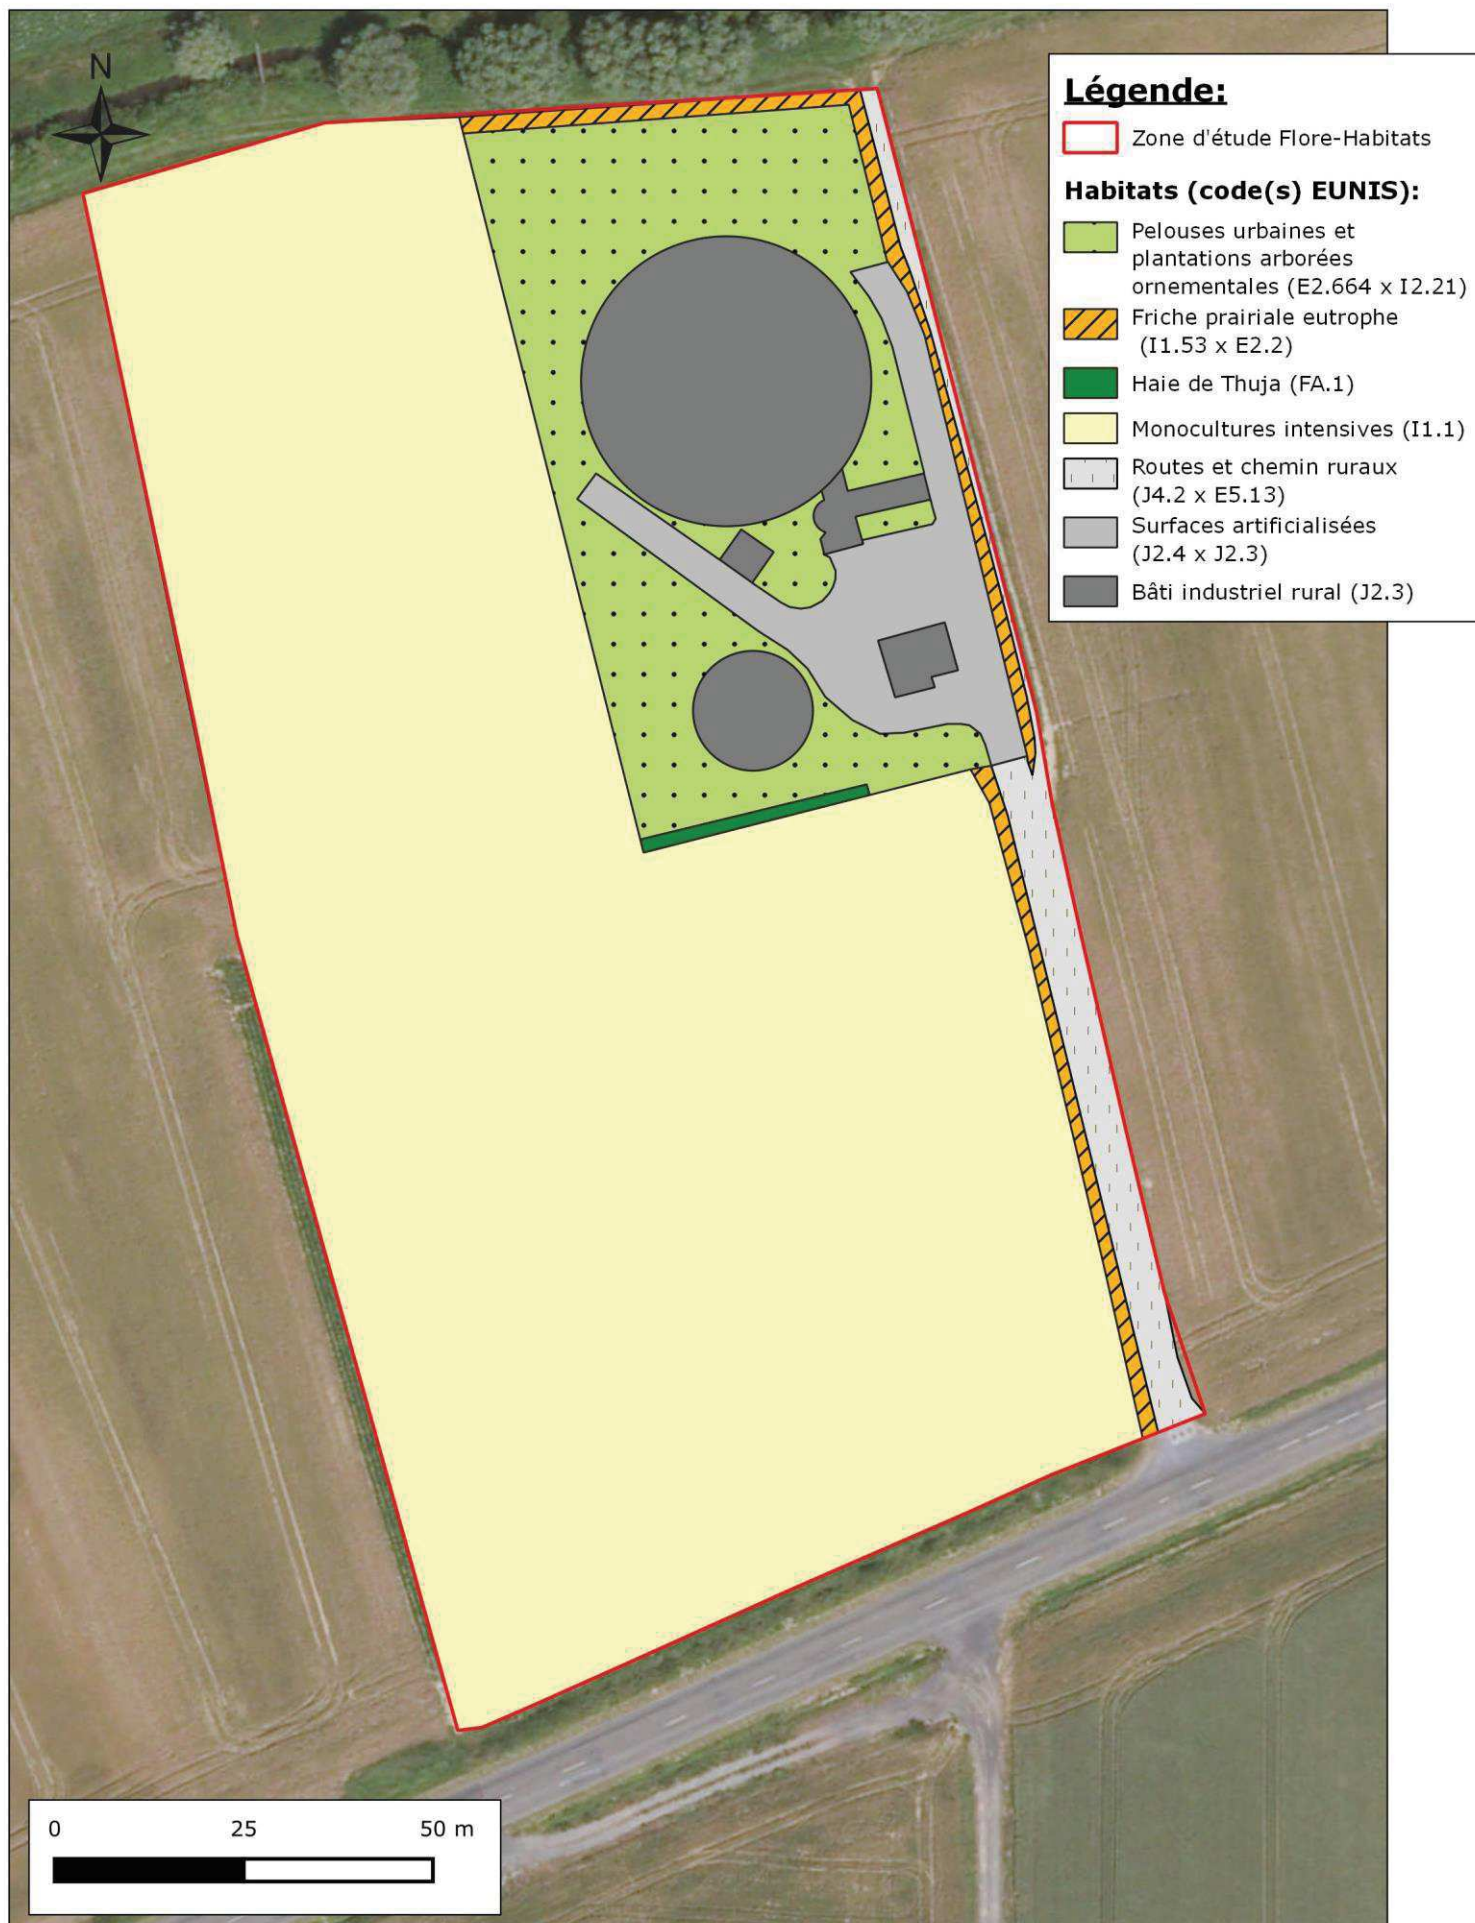 N
Légende:
Zone d'étude Flore-Habitats
Habitats (code(s) EUNIS):
Pelouses urbaines et
plantations arborées
ornementales (E2.664 x I2.21)
Friche prairiale eutrophe
(I1.53 x E2.2)
Haie de Thuja (FA.1)
Monocultures intensives (I1.1)
Routes et chemin ruraux
(J4.2 x E5.13)
Surfaces artificialisées
(J2.4 x J2.3)
Bâti industriel rural (J2.3)
0 25 50 m